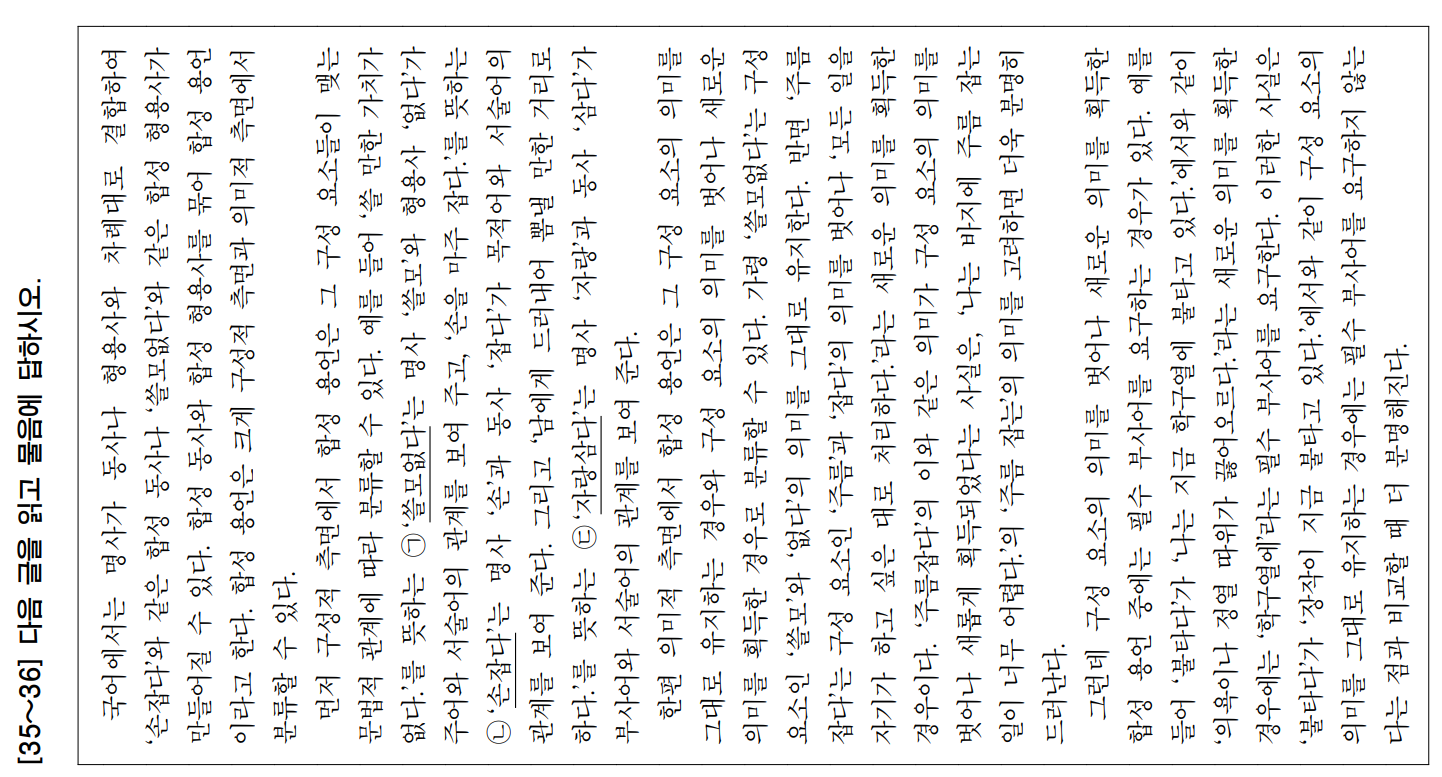 [35~36] 다음 글을 읽고 물음에 답하시오.
국어에서는 명사가 동사나 형용사와 차례대로 결합하여
‘손잡다’와 같은 합성 동사나 ‘쓸모없다’와 같은 합성 형용사가
만들어질 수 있다. 합성 동사와 합성 형용사를 묶어 합성 용언
이라고 한다. 합성 용언은 크게 구성적 측면과 의미적 측면에서
분류할 수 있다.
먼저 구성적 측면에서 합성 용언은 그 구성 요소들이 맺는
문법적 관계에 따라 분류할 수 있다. 예를 들어 ‘쓸 만한 가치가
없다.’를 뜻하는 ㉠‘쓸모없다’는 명사 ‘쓸모’와 형용사 ‘없다’가
주어와 서술어의 관계를 보여 주고, ‘손을 마주 잡다.’를 뜻하는
㉡‘손잡다’는 명사 ‘손’과 동사 ‘잡다’가 목적어와 서술어의
관계를 보여 준다. 그리고 ‘남에게 드러내어 뽐낼 만한 거리로
하다.’를 뜻하는 ㉢‘자랑삼다’는 명사 ‘자랑’과 동사 ‘삼다’가
부사어와 서술어의 관계를 보여 준다.
한편 의미적 측면에서 합성 용언은 그 구성 요소의 의미를
그대로 유지하는 경우와 구성 요소의 의미를 벗어나 새로운
의미를 획득한 경우로 분류할 수 있다. 가령 ‘쓸모없다’는 구성
요소인 ‘쓸모’와 ‘없다’의 의미를 그대로 유지한다. 반면 ‘주름
잡다’는 구성 요소인 ‘주름’과 ‘잡다’의 의미를 벗어나 ‘모든 일을
자기가 하고 싶은 대로 처리하다.’라는 새로운 의미를 획득한
경우이다. ‘주름잡다’의 이와 같은 의미가 구성 요소의 의미를
벗어나 새롭게 획득되었다는 사실은, ‘나는 바지에 주름 잡는
일이 너무 어렵다.’의 ‘주름 잡는’의 의미를 고려하면 더욱 분명히
드러난다.
그런데 구성 요소의 의미를 벗어나 새로운 의미를 획득한
합성 용언 중에는 필수 부사어를 요구하는 경우가 있다. 예를
들어 ‘불타다’가 ‘나는 지금 학구열에 불타고 있다.’에서와 같이
‘의욕이나 정열 따위가 끓어오르다.’라는 새로운 의미를 획득한
경우에는 ‘학구열에’라는 필수 부사어를 요구한다. 이러한 사실은
‘불타다’가 ‘장작이 지금 불타고 있다.’에서와 같이 구성 요소의
의미를 그대로 유지하는 경우에는 필수 부사어를 요구하지 않는
다는 점과 비교할 때 더 분명해진다.